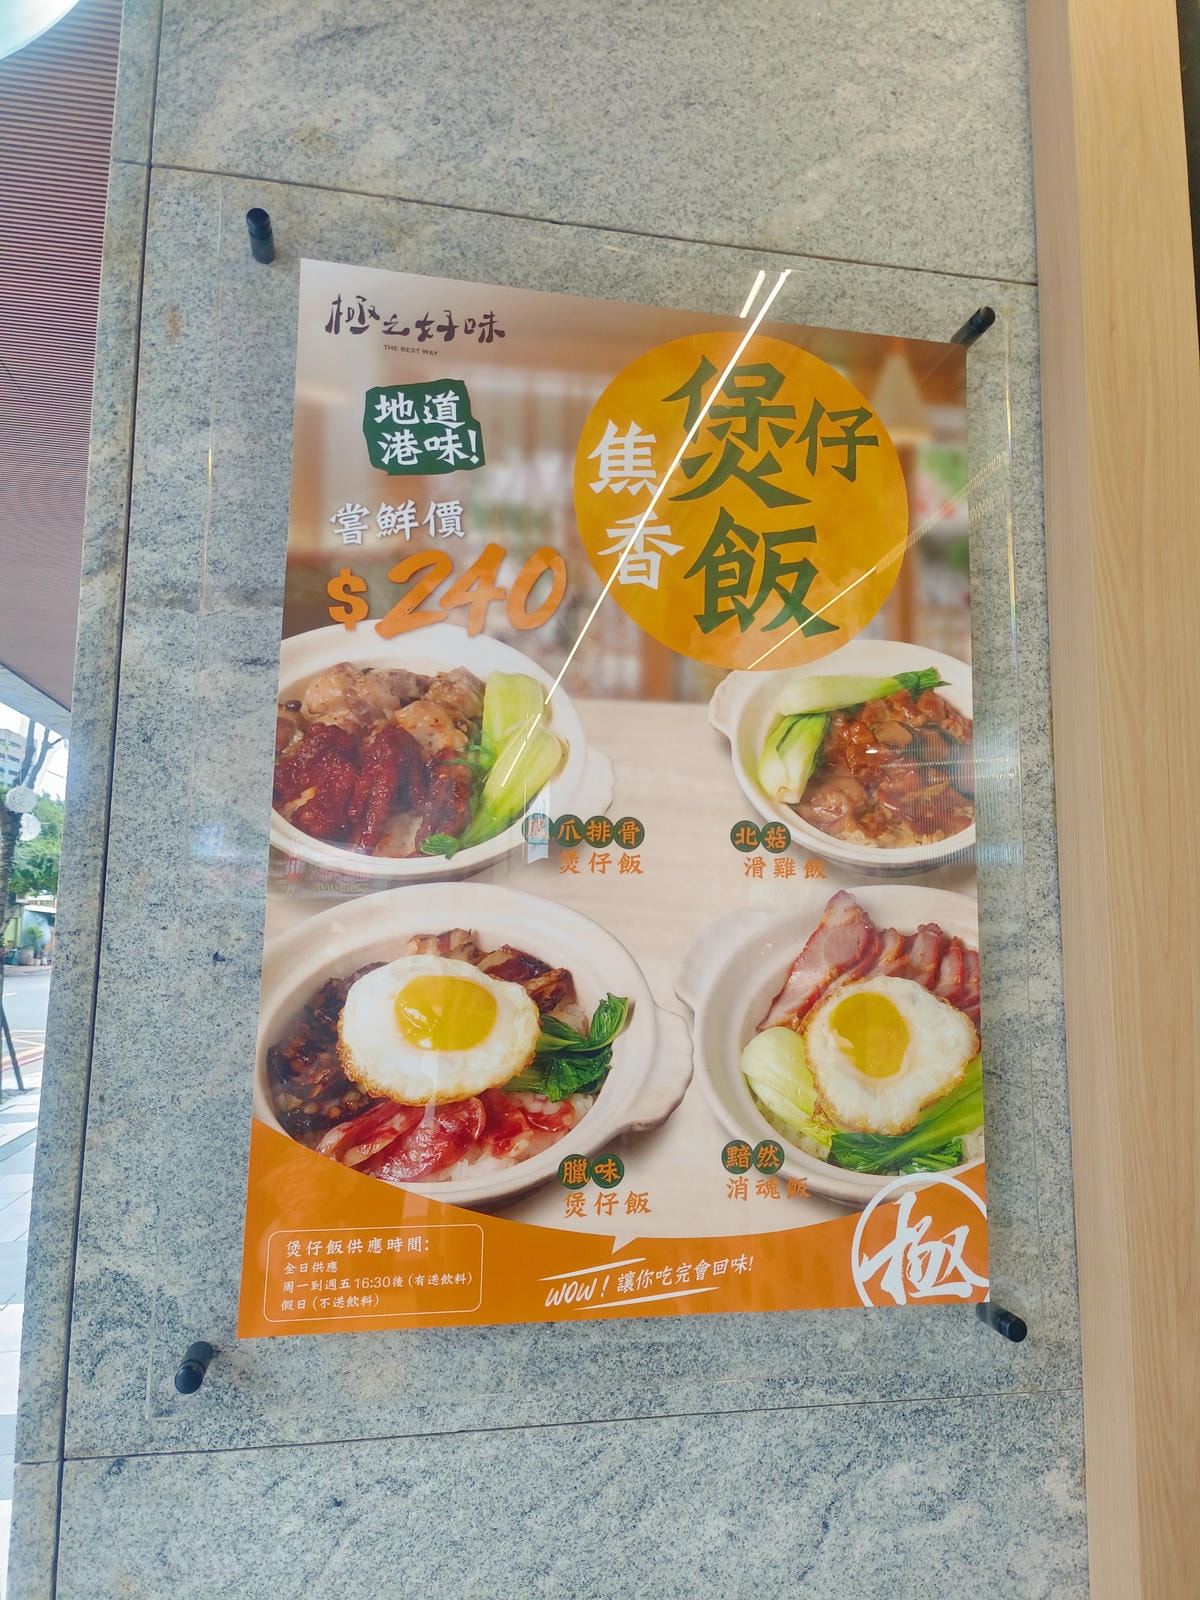 極之好味
THE BEST WAY
地道
港味!
嘗鮮價
$240
焦香
煲仔飯
爪排骨
煲仔飯
北菇
滑雞飯
臘味
煲仔飯
黯然
消魂飯
煲仔飯供應時間:
全日供應
周一到週五16:30後(有送飲料)
假日(不送飲料)
WOW! 讓你吃完會回味!
極